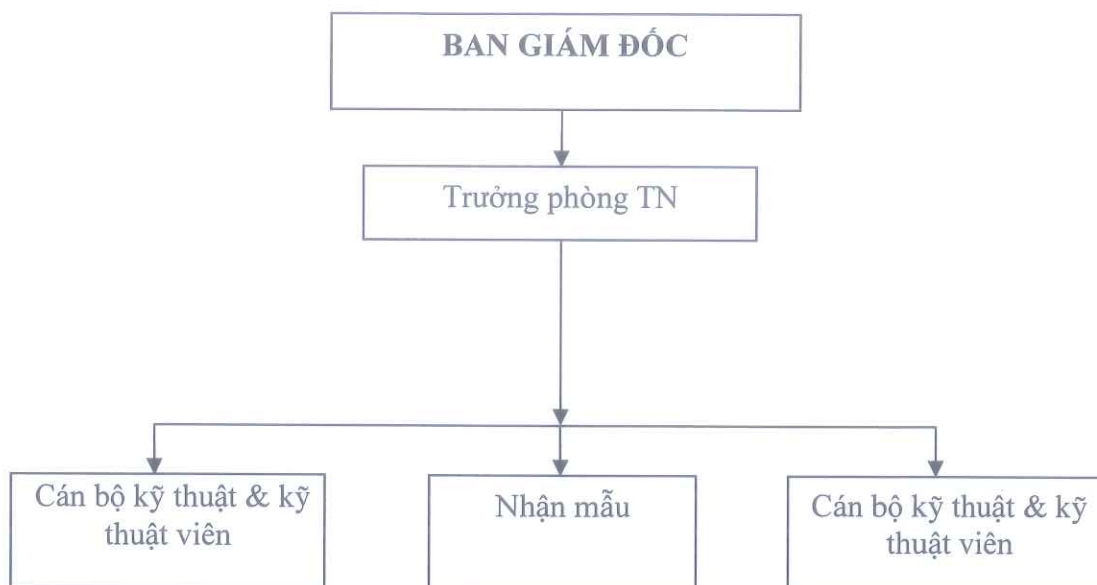 BAN GIÁM ĐỐC
Trưởng phòng TN
Cán bộ kỹ thuật & kỹ
thuật viên
Nhận mẫu
Cán bộ kỹ thuật & kỹ
thuật viên